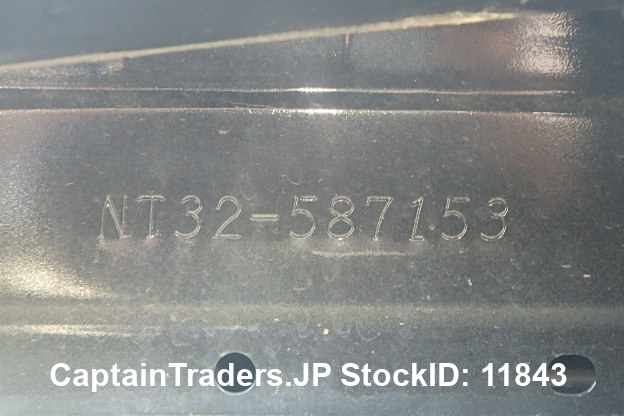 NT32-587153
CaptainTraders.JP StockID: 11843